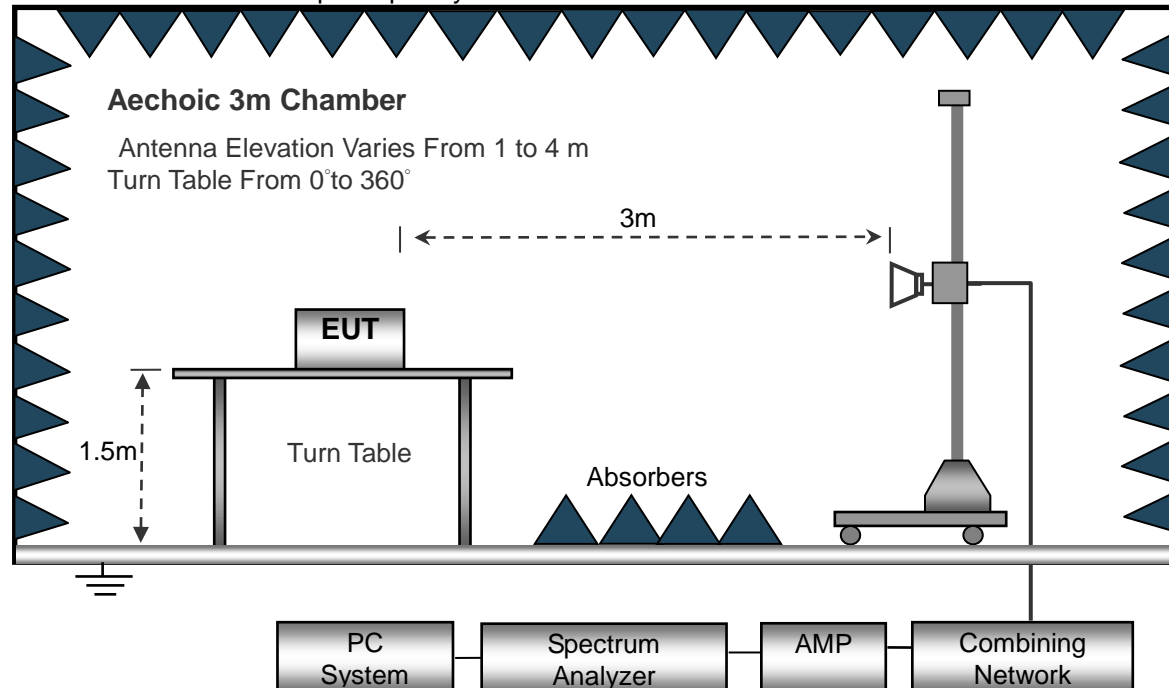 Aechoic 3m Chamber
Antenna Elevation Varies From 1 to 4 m
Turn Table From 0°to 360°
3m
EUT
1.5m
Turn Table
Absorbers
PC
System
Spectrum
Analyzer
AMP
Combining
Network